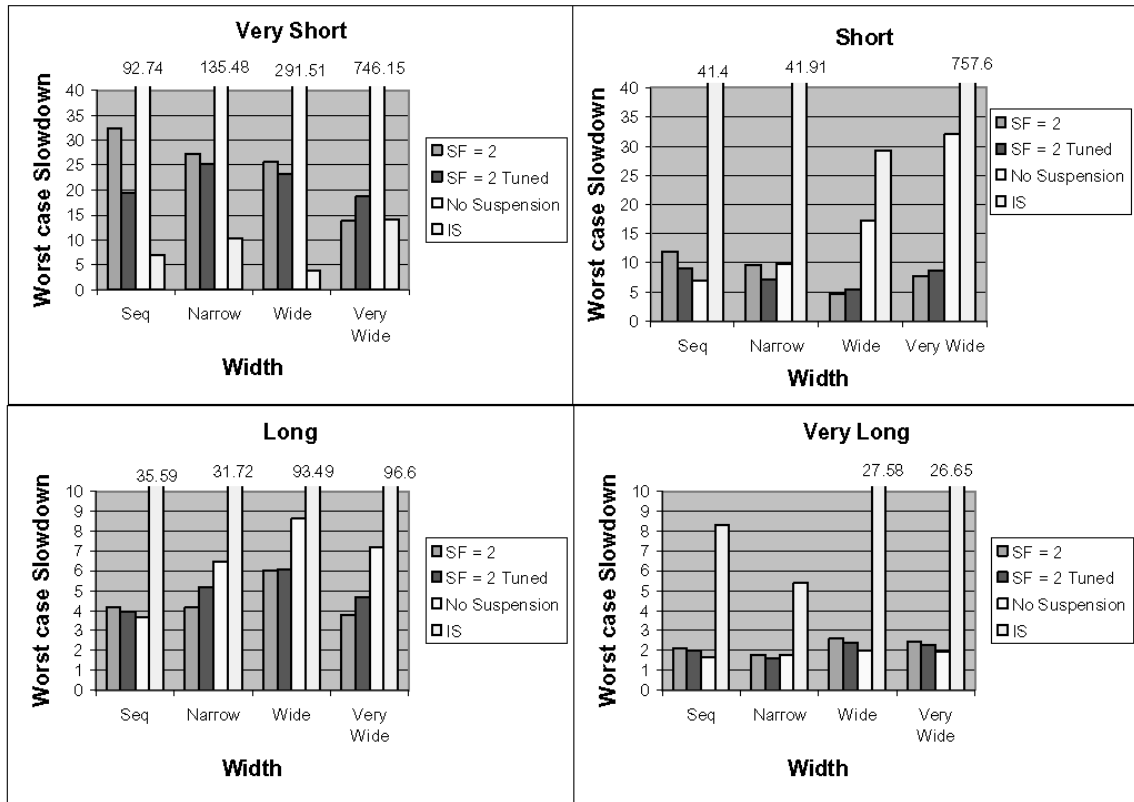 Very Short
92.74 135.48 291.51 746.15
Worst case Slowdown
40
35
30
25
20
15
10
5
0
Seq Narrow Wide Very Wide
Width
SF = 2
SF = 2 Tuned
No Suspension
IS
Short
41.4 41.91 757.6
Worst case Slowdown
40
35
30
25
20
15
10
5
0
Seq Narrow Wide Very Wide
Width
SF = 2
SF = 2 Tuned
No Suspension
IS
Long
35.59 31.72 93.49 96.6
Worst case Slowdown
10
9
8
7
6
5
4
3
2
1
0
Seq Narrow Wide Very Wide
Width
SF = 2
SF = 2 Tuned
No Suspension
IS
Very Long
27.58 26.65
Worst case Slowdown
10
9
8
7
6
5
4
3
2
1
0
Seq Narrow Wide Very Wide
Width
SF = 2
SF = 2 Tuned
No Suspension
IS